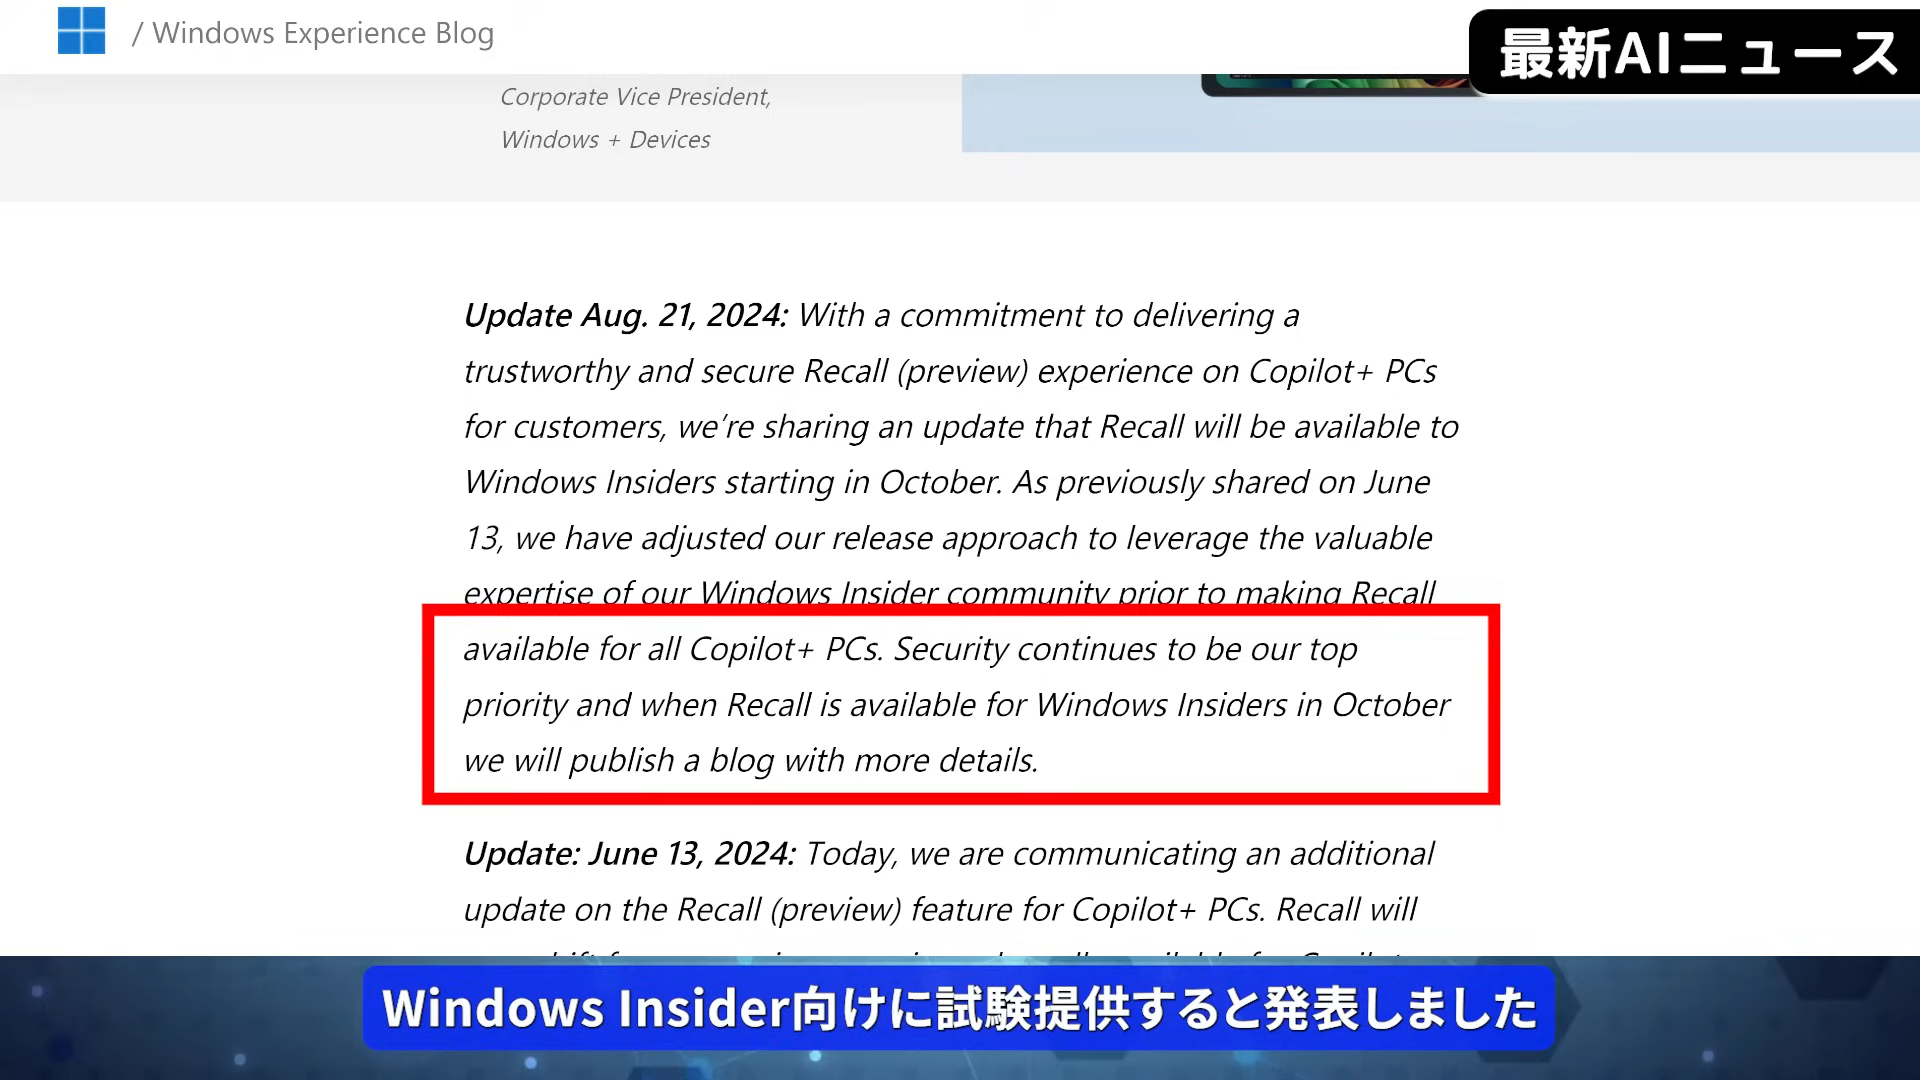 / Windows Experience Blog
最新AIニュース
Corporate Vice President,
Windows + Devices
Update Aug. 21, 2024: With a commitment to delivering a
trustworthy and secure Recall (preview) experience on Copilot+ PCs
for customers, we’re sharing an update that Recall will be available to
Windows Insiders starting in October. As previously shared on June
13, we have adjusted our release approach to leverage the valuable
expertise of our Windows Insider community prior to making Recall
available for all Copilot+ PCs. Security continues to be our top
priority and when Recall is available for Windows Insiders in October
we will publish a blog with more details.
Update: June 13, 2024: Today, we are communicating an additional
update on the Recall (preview) feature for Copilot+ PCs. Recall will
Windows Insider向けに試験提供すると発表しました